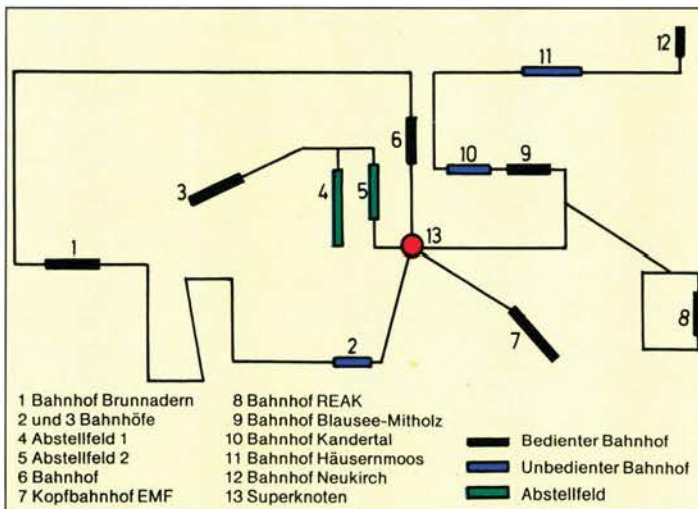 12
11
6
10
9
3
4
5
13
1
8
2
7
1 Bahnhof Brunnadern
2 und 3 Bahnhöfe
4 Abstellfeld 1
5 Abstellfeld 2
6 Bahnhof
7 Kopfbahnhof EMF
8 Bahnhof REAK
9 Bahnhof Blausee-Mitholz
10 Bahnhof Kandertal
11 Bahnhof Häusernmoos
12 Bahnhof Neukirch
13 Superknoten
Bedienter Bahnhof
Unbedienter Bahnhof
Abstellfeld